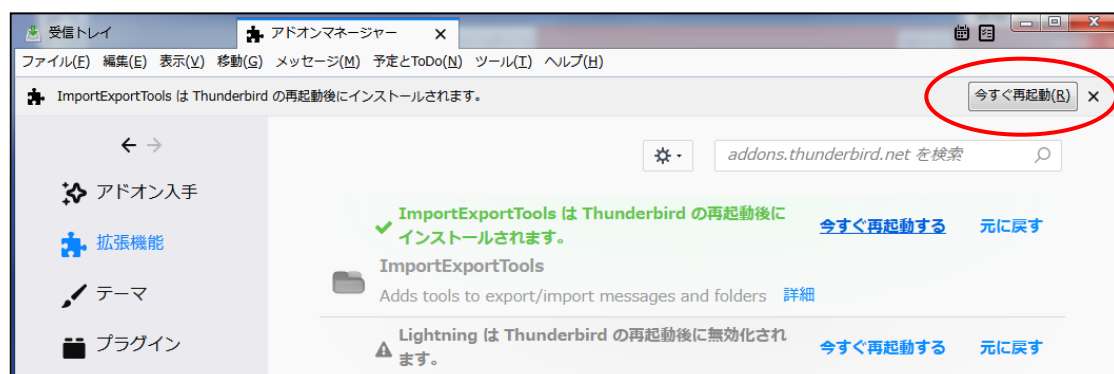 受信トレイ アドオンマネージャー
ファイル(F) 編集(E) 表示(V) 移動(G) メッセージ(M) 予定とToDo(N) ツール(T) ヘルプ(H)
ImportExportTools は Thunderbird の再起動後にインストールされます。 今すぐ再起動(R)
addons.thunderbird.net を検索
アドオン入手
拡張機能
テーマ
プラグイン
ImportExportTools は Thunderbird の再起動後に
インストールされます。
今すぐ再起動する 元に戻す
ImportExportTools
Adds tools to export/import messages and folders 詳細
Lightning は Thunderbird の再起動後に無効化され
ます。
今すぐ再起動する 元に戻す